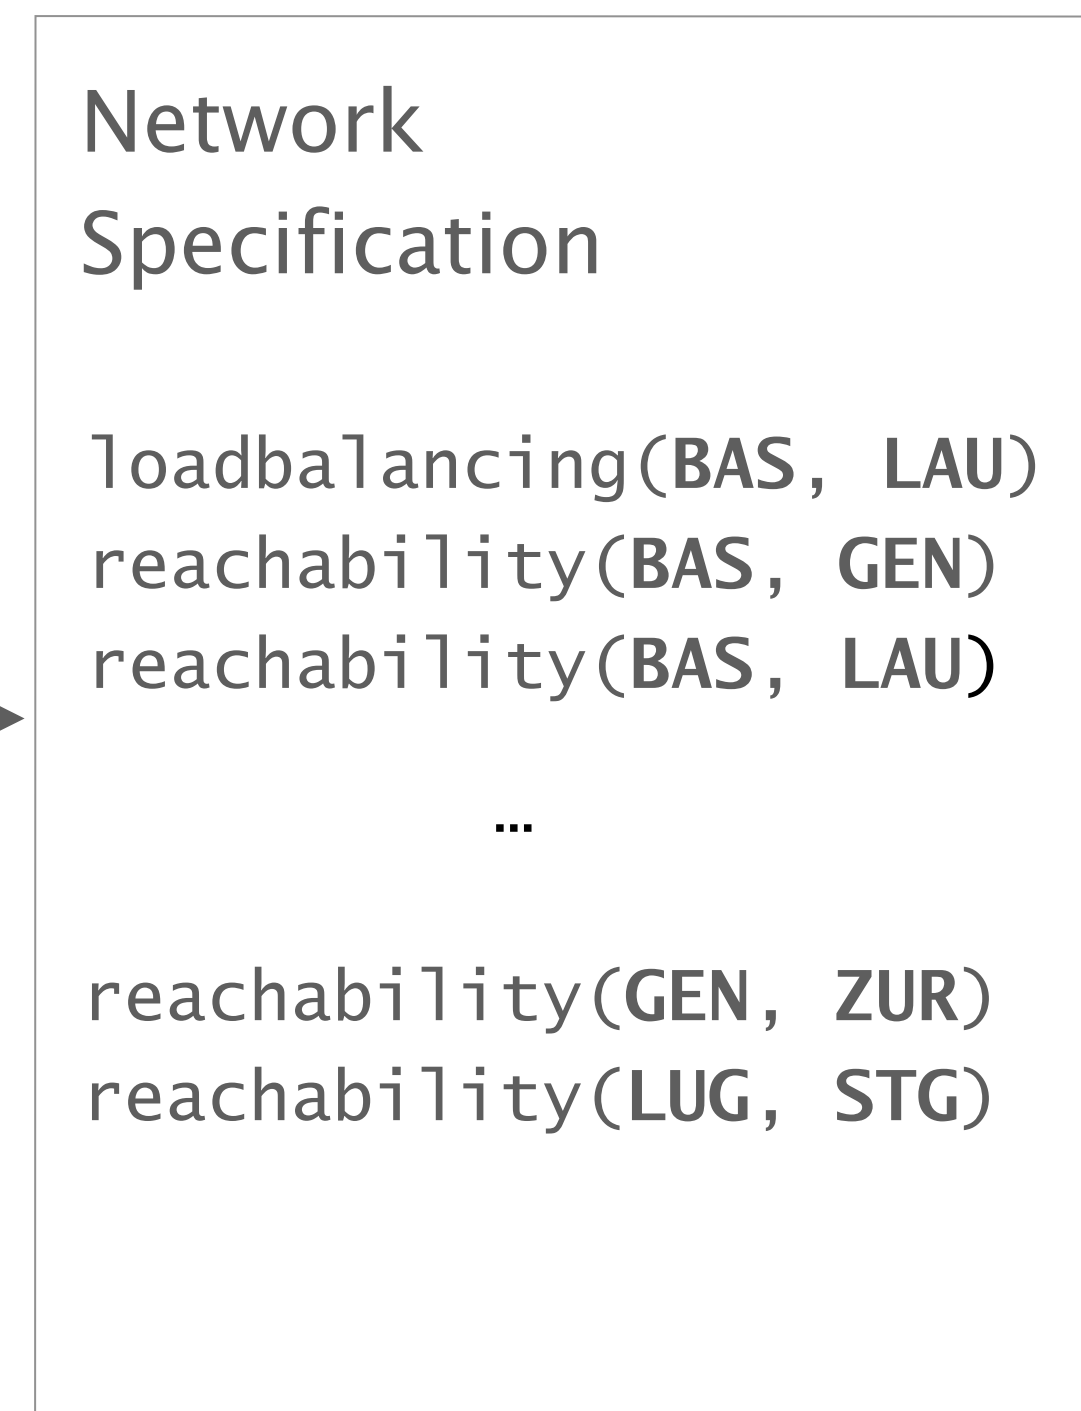 Network
Specification
loadbalancing(BAS, LAU)
reachability(BAS, GEN)
reachability(BAS, LAU)
...
reachability(GEN, ZUR)
reachability(LUG, STG)